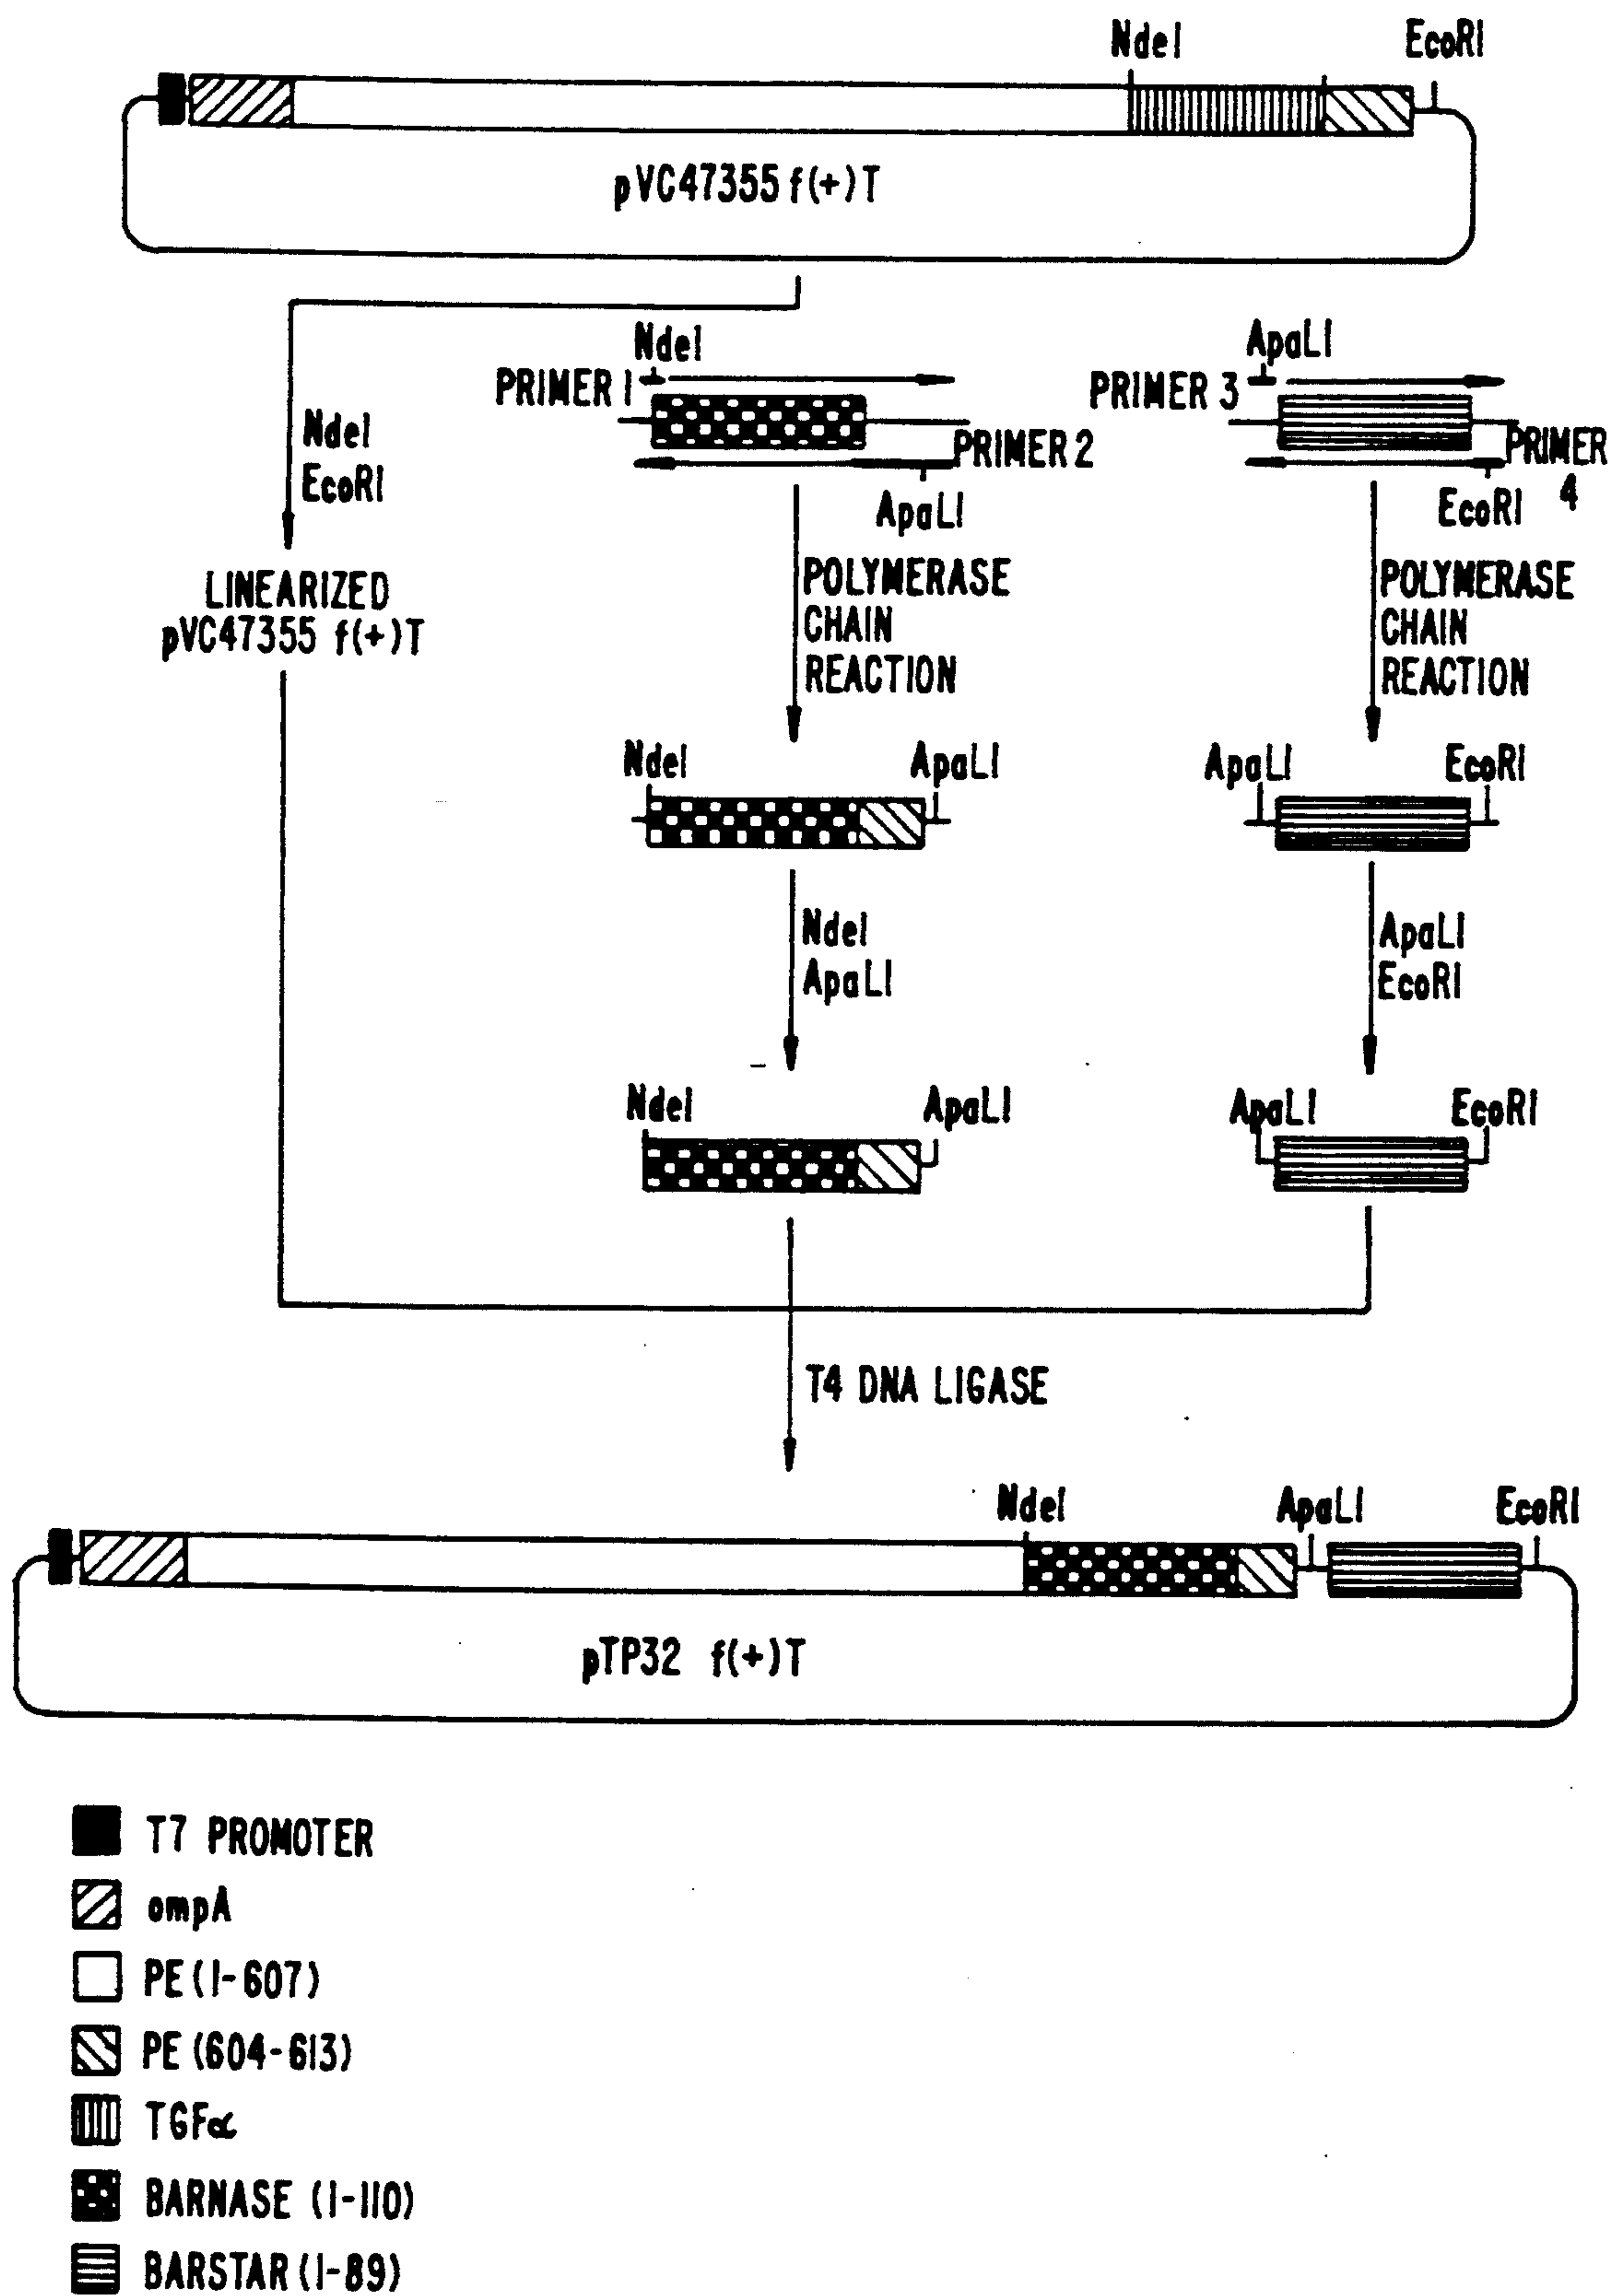 NdeI
EcoRI
pVC47355 f(+)T
NdeI
PRIMER 1
PRIMER 2
ApaLI
ApaLI
PRIMER 3
PRIMER
4
EcoRI
NdeI
EcoRI
LINEARIZED
pVC47355 f(+)T
POLYMERASE
CHAIN
REACTION
POLYMERASE
CHAIN
REACTION
NdeI
ApaLI
ApaLI
EcoRI
NdeI
ApaLI
ApaLI
EcoRI
NdeI
ApaLI
ApaLI
EcoRI
T4 DNA LIGASE
NdeI
ApaLI
EcoRI
pTP32 f(+)T
T7 PROMOTER
ompA
PE (1-607)
PE (604-613)
TGFα
BARNASE (1-110)
BARSTAR (1-89)